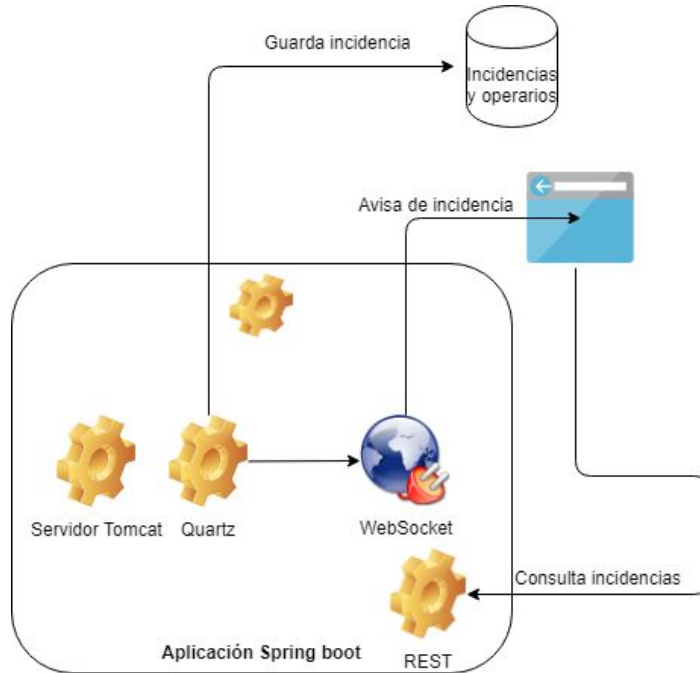 Guarda incidencia
Incidencias
y operarios
Avisa de incidencia
Servidor Tomcat
Quartz
WebSocket
Consulta incidencias
Aplicación Spring boot
REST